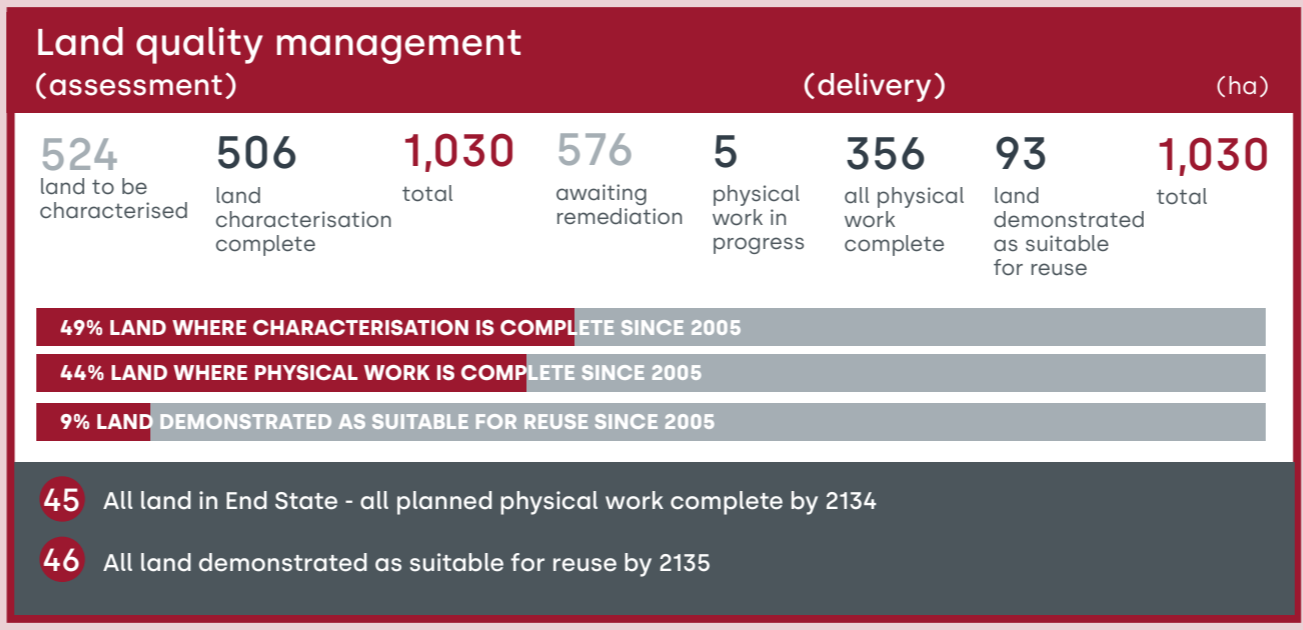 Land quality management
(assessment)
(delivery)
(ha)
524
land to be
characterised
506
land
characterisation
complete
1,030
total
576
awaiting
remediation
5
physical
work in
progress
356
all physical
work
complete
93
land
demonstrated
as suitable
for reuse
1,030
total
49% LAND WHERE CHARACTERISATION IS COMPLETE SINCE 2005
44% LAND WHERE PHYSICAL WORK IS COMPLETE SINCE 2005
9% LAND DEMONSTRATED AS SUITABLE FOR REUSE SINCE 2005
45 All land in End State - all planned physical work complete by 2134
46 All land demonstrated as suitable for reuse by 2135